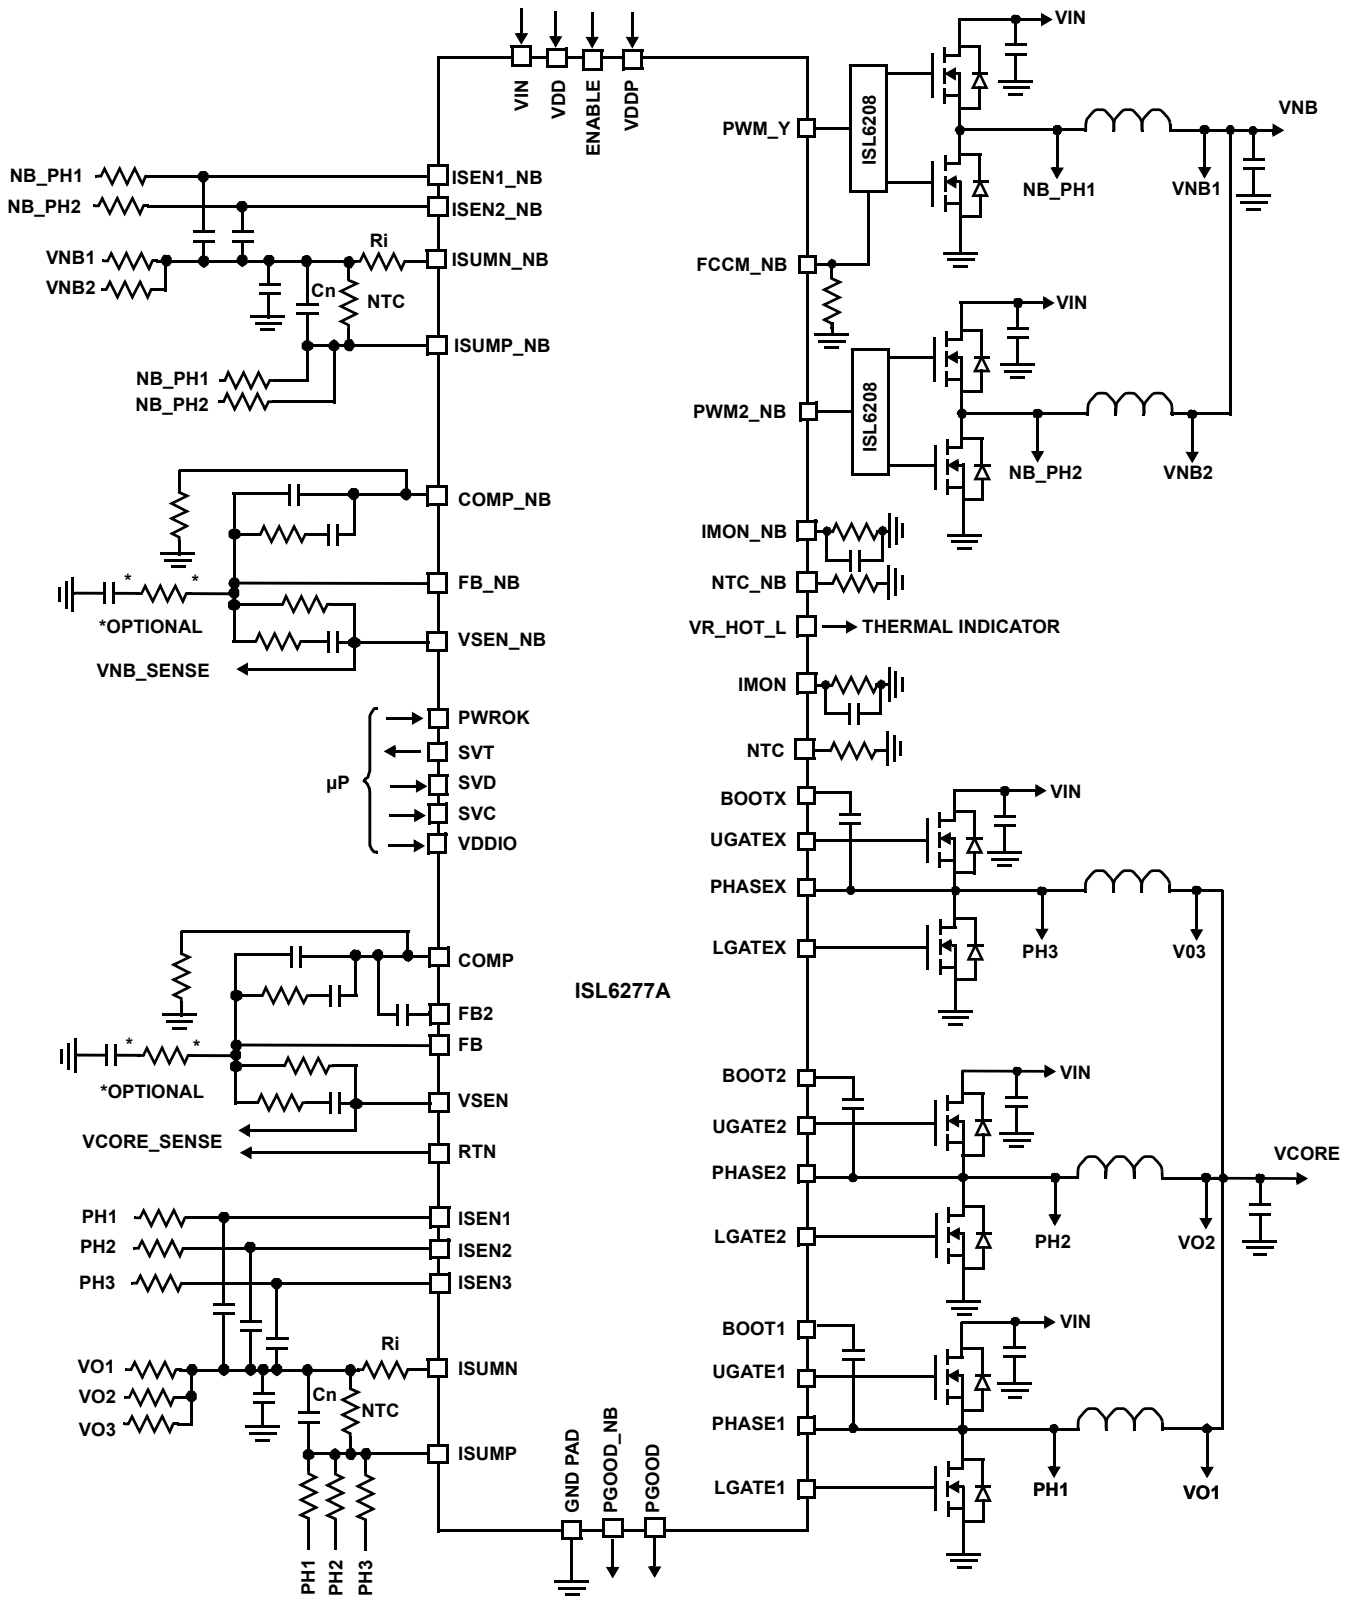 VIN
VDD
ENABLE
VDDP
NB_PH1
NB_PH2
VNB1
VNB2
Ri
Cn
NTC
NB_PH1
NB_PH2
ISEN1_NB
ISEN2_NB
ISUMN_NB
ISUMP_NB
COMP_NB
FB_NB
* *
*OPTIONAL
VSEN_NB
VNB_SENSE
µP
PWROK
SVT
SVD
SVC
VDDIO
COMP
FB2
FB
* *
*OPTIONAL
VSEN
VCORE_SENSE
RTN
PH1
PH2
PH3
ISEN1
ISEN2
ISEN3
VO1
VO2
VO3
Ri
Cn
NTC
ISUMN
ISUMP
PH1
PH2
PH3
ISL6277A
GND PAD
PGOOD_NB
PGOOD
PWM_Y
ISL6208
VIN
NB_PH1
VNB1
VNB
FCCM_NB
PWM2_NB
ISL6208
VIN
NB_PH2
VNB2
IMON_NB
NTC_NB
VR_HOT_L
THERMAL INDICATOR
IMON
NTC
BOOTX
UGATEX
PHASEX
LGATEX
VIN
PH3
V03
BOOT2
UGATE2
PHASE2
LGATE2
VIN
PH2
VO2
VCORE
BOOT1
UGATE1
PHASE1
LGATE1
VIN
PH1
VO1